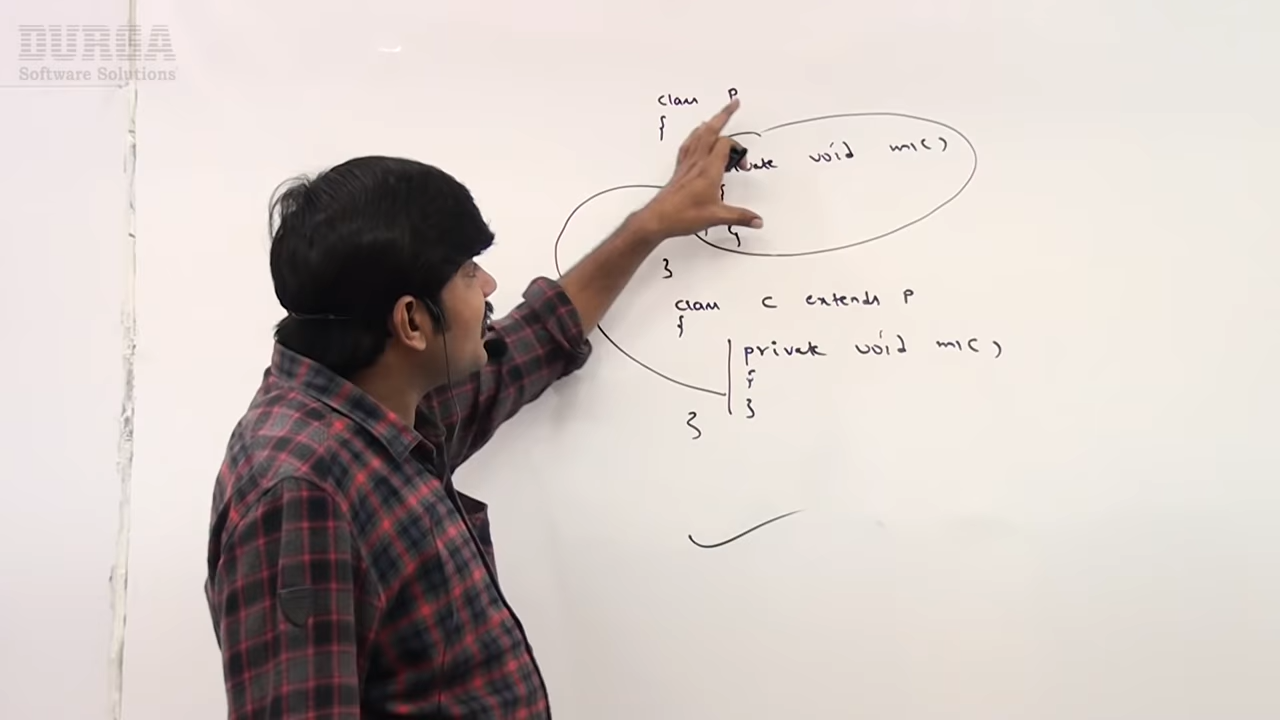 DURGA
Software Solutions
class P
{
void m1()
{
}
}
class C extends P
{
private void m1()
{
}
}